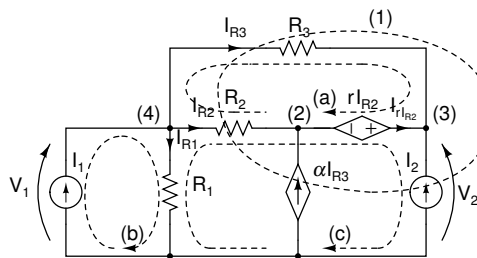 (1)
I_R3 R_3
(4) I_R2 R_2 (2) (a) rI_R2 I_rI_R2 (3)
I_R1
I_1 R_1 αI_R3 I_2
V_1 V_2
(b) (c)
− +